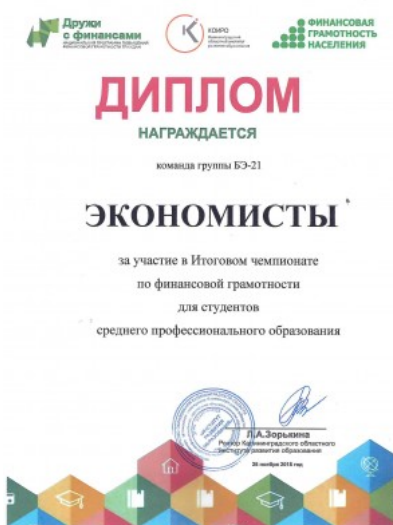 Дружи
с финансами
КОИРО
ФИНАНСОВАЯ
ГРАМОТНОСТЬ
НАСЕЛЕНИЯ
ДИПЛОМ
НАГРАЖДАЕТСЯ
команда группы БЭ-21
ЭКОНОМИСТЫ
за участие в Итоговом чемпионате
по финансовой грамотности
для студентов
среднего профессионального образования
Л.А.Зорькина
Ректор Калининградского областного
института развития образования